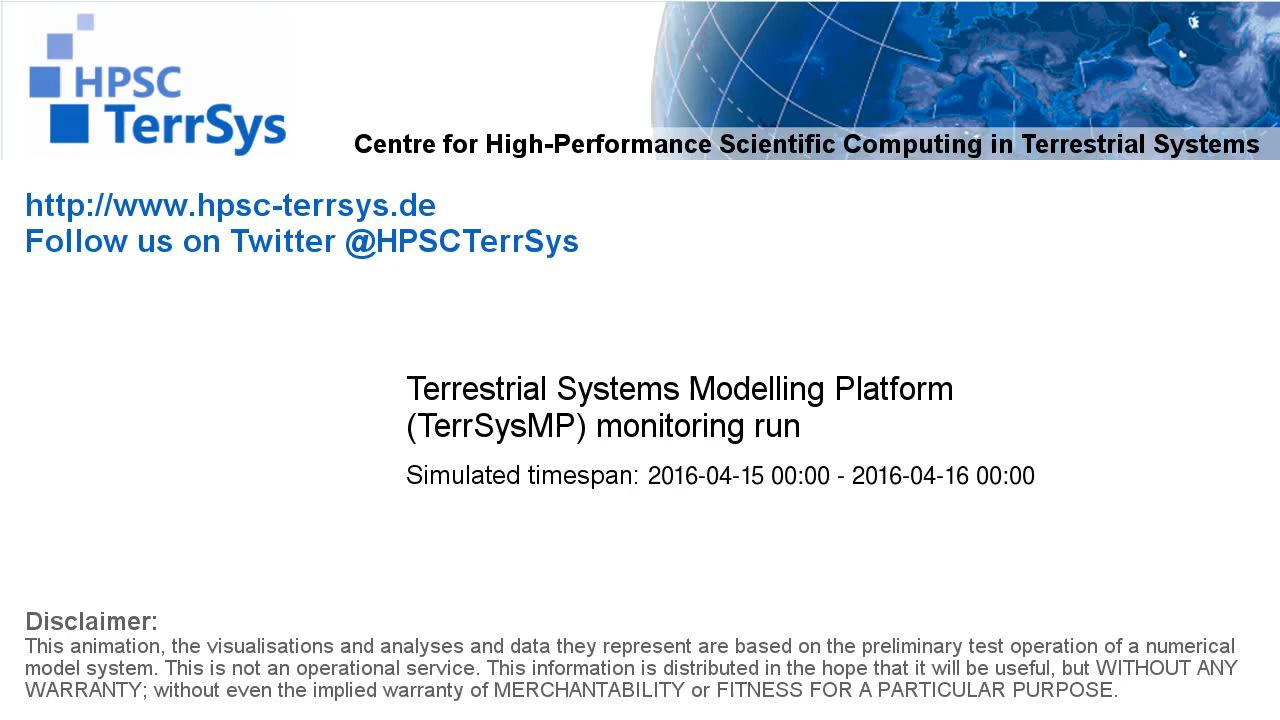 HPSC
TerrSys
Centre for High-Performance Scientific Computing in Terrestrial Systems
http://www.hpsc-terrsys.de
Follow us on Twitter @HPSCTerrSys
Terrestrial Systems Modelling Platform
(TerrSysMP) monitoring run
Simulated timespan: 2016-04-15 00:00 - 2016-04-16 00:00
Disclaimer:
This animation, the visualisations and analyses and data they represent are based on the preliminary test operation of a numerical
model system. This is not an operational service. This information is distributed in the hope that it will be useful, but WITHOUT ANY
WARRANTY; without even the implied warranty of MERCHANTABILITY or FITNESS FOR A PARTICULAR PURPOSE.